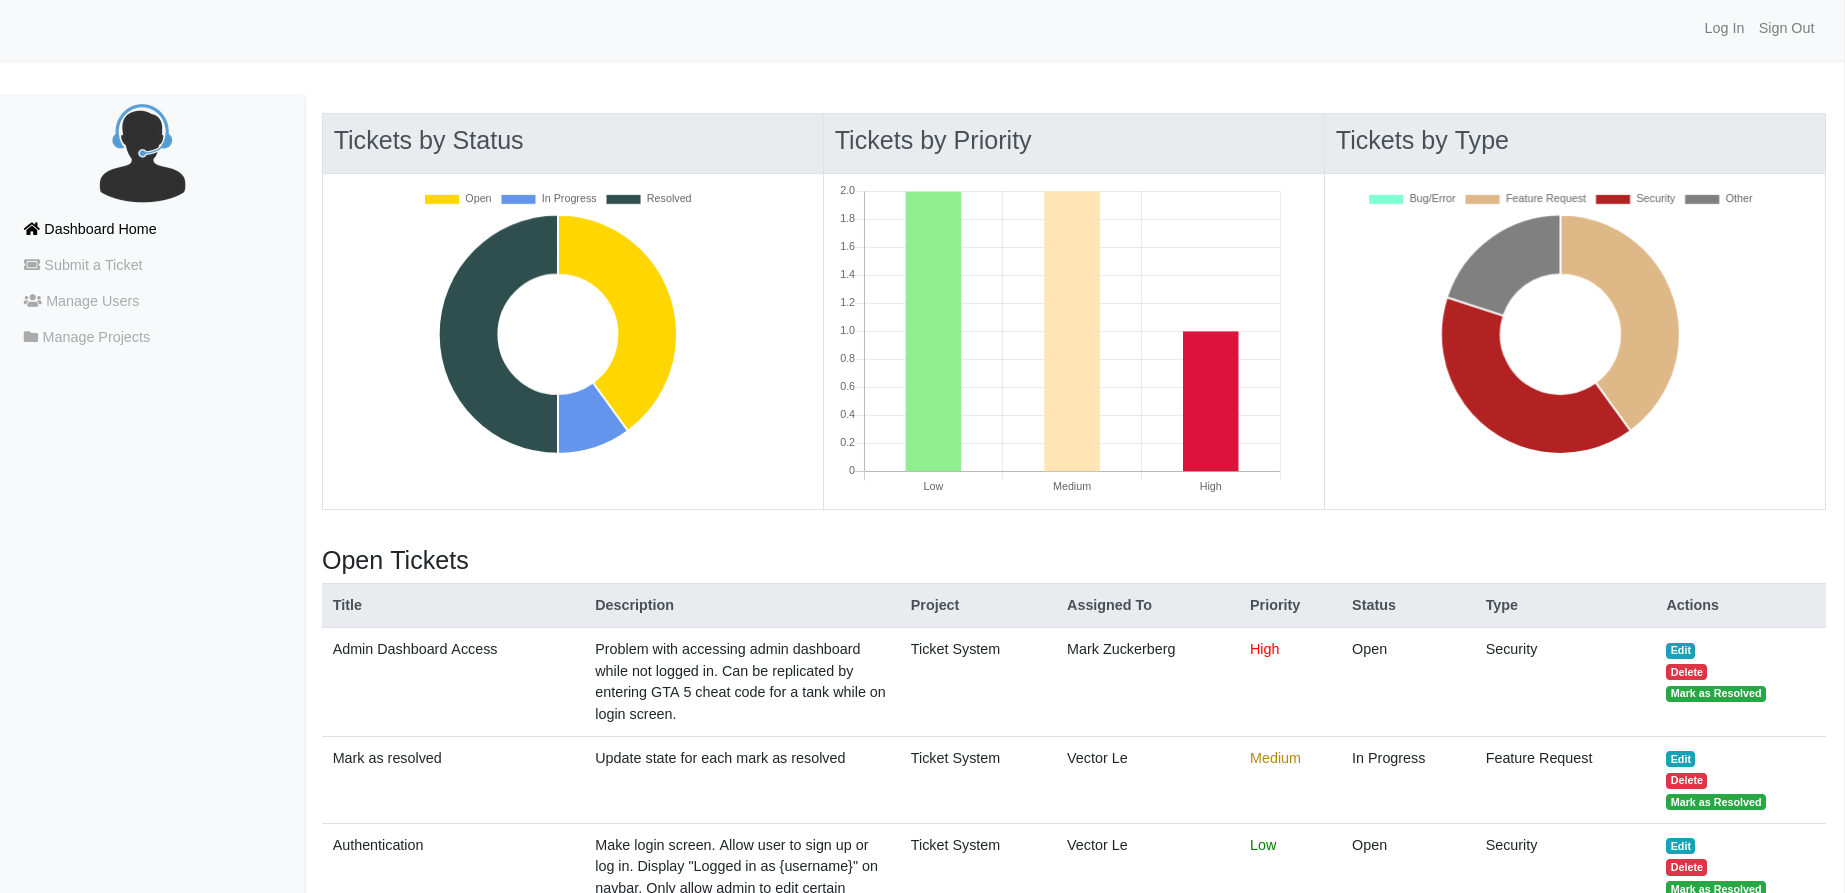 Log In Sign Out
Dashboard Home
Submit a Ticket
Manage Users
Manage Projects
Tickets by Status
Open In Progress Resolved
Tickets by Priority
2.0
1.8
1.6
1.4
1.2
1.0
0.8
0.6
0.4
0.2
0
Low Medium High
Tickets by Type
Bug/Error Feature Request Security Other
Open Tickets
Title Description Project Assigned To Priority Status Type Actions
Admin Dashboard Access Problem with accessing admin dashboard Ticket System Mark Zuckerberg High Open Security Edit
while not logged in. Can be replicated by Delete
entering GTA 5 cheat code for a tank while on Mark as Resolved
login screen.
Mark as resolved Update state for each mark as resolved Ticket System Vector Le Medium In Progress Feature Request Edit
Delete
Mark as Resolved
Authentication Make login screen. Allow user to sign up or Ticket System Vector Le Low Open Security Edit
log in. Display "Logged in as {username}" on Delete
navbar. Only allow admin to edit certain Mark as Resolved